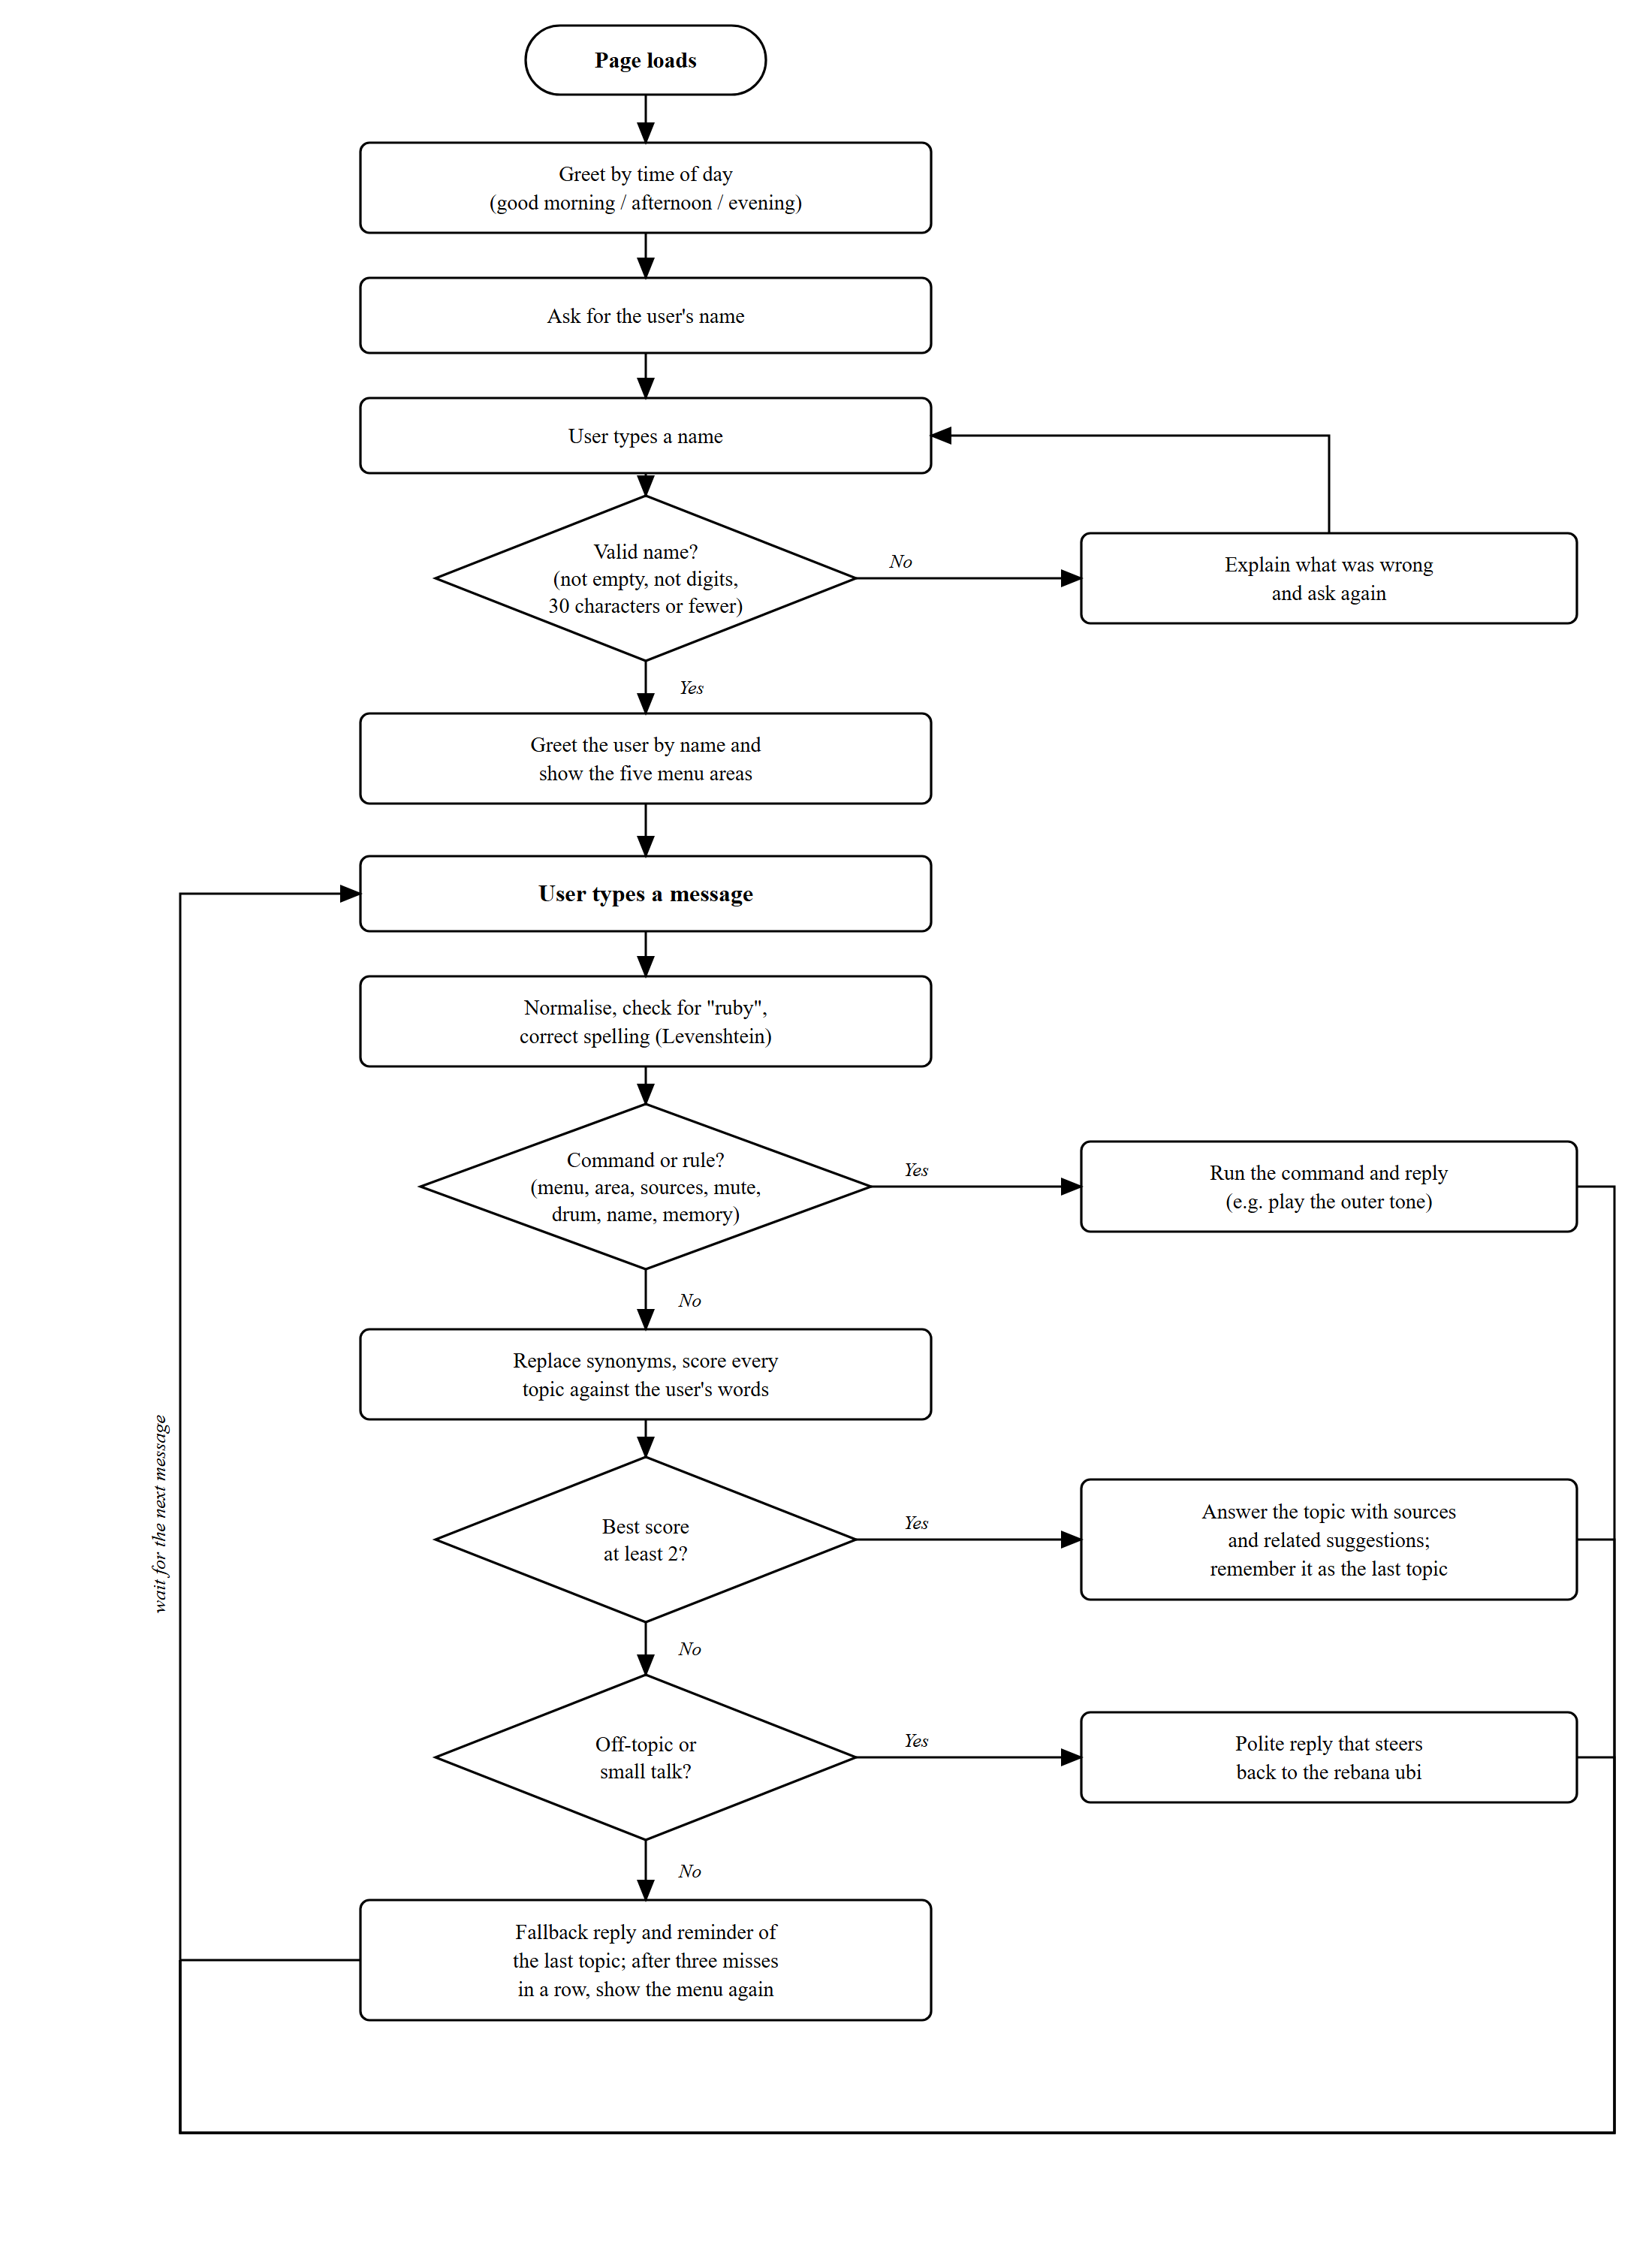 Page loads
Greet by time of day
(good morning / afternoon / evening)
Ask for the user's name
User types a name
Valid name?
(not empty, not digits,
30 characters or fewer)
No
Explain what was wrong
and ask again
Yes
Greet the user by name and
show the five menu areas
User types a message
Normalise, check for "ruby",
correct spelling (Levenshtein)
Command or rule?
(menu, area, sources, mute,
drum, name, memory)
Yes
Run the command and reply
(e.g. play the outer tone)
No
Replace synonyms, score every
topic against the user's words
wait for the next message
Best score
at least 2?
Yes
Answer the topic with sources
and related suggestions;
remember it as the last topic
No
Off-topic or
small talk?
Yes
Polite reply that steers
back to the rebana ubi
No
Fallback reply and reminder of
the last topic; after three misses
in a row, show the menu again